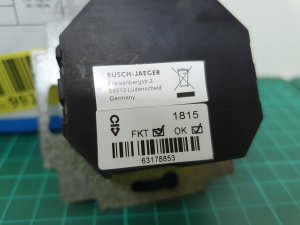 BUSCH-JAEGER
Freisenbergstr. 2
58513 Lüdenscheid
Germany
1815
FKT OK
63178853